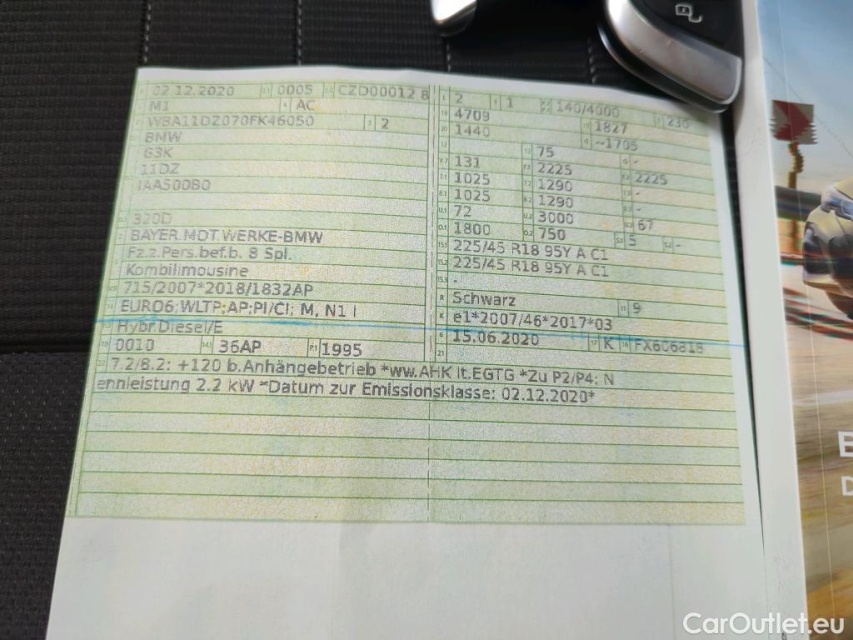 02.12.2020 0005 CZD00012 8
M1 AC
WBA11DZ070FK46050 2
BMW
G3K
11DZ
IAA500B0
320D
BAYER.MOT.WERKE-BMW
Fz.z.Pers.bef.b. 8 Spl.
Kombilimousine
715/2007*2018/1832AP
EURO6;WLTP;AP;PI/CI; M, N1 I
Hybr.Diesel/E
0010 36AP 1995
2 1 140/4000 230
4709 1827
1440 ~1705
75 -
131 2225 2225
1025 1290 -
1025 1290 -
72 3000 67
1800 750 5 -
225/45 R18 95Y A C1
225/45 R18 95Y A C1
-
Schwarz 9
e1*2007/46*2017*03
15.06.2020 K FX606818
7.2/8.2: +120 b.Anhängebetrieb *ww.AHK lt.EGTG *Zu P2/P4: N
ennleistung 2.2 kW *Datum zur Emissionsklasse: 02.12.2020*
CarOutlet.eu